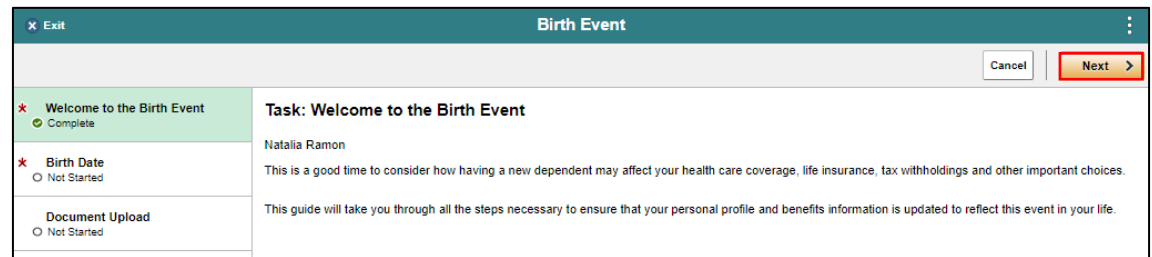 Exit
Birth Event
Cancel
Next
* Welcome to the Birth Event
Complete
* Birth Date
Not Started
Document Upload
Not Started
Task: Welcome to the Birth Event
Natalia Ramon
This is a good time to consider how having a new dependent may affect your health care coverage, life insurance, tax withholdings and other important choices.
This guide will take you through all the steps necessary to ensure that your personal profile and benefits information is updated to reflect this event in your life.